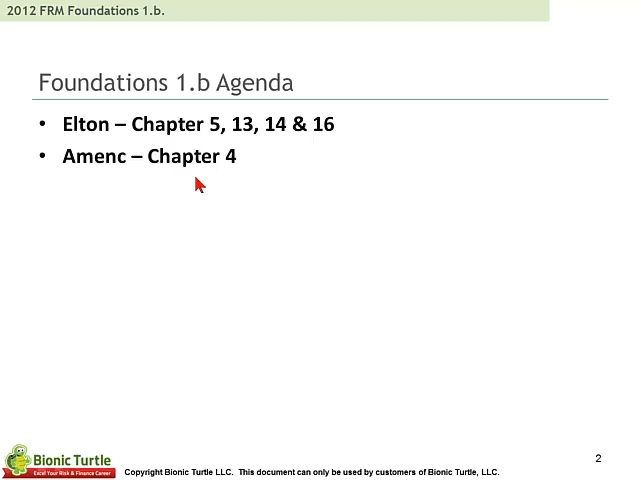 2012 FRM Foundations 1.b.
Foundations 1.b Agenda
• Elton – Chapter 5, 13, 14 & 16
• Amenc – Chapter 4
2
Bionic Turtle
Excel Your Risk & Finance Career
Copyright Bionic Turtle LLC.  This document can only be used by customers of Bionic Turtle, LLC.